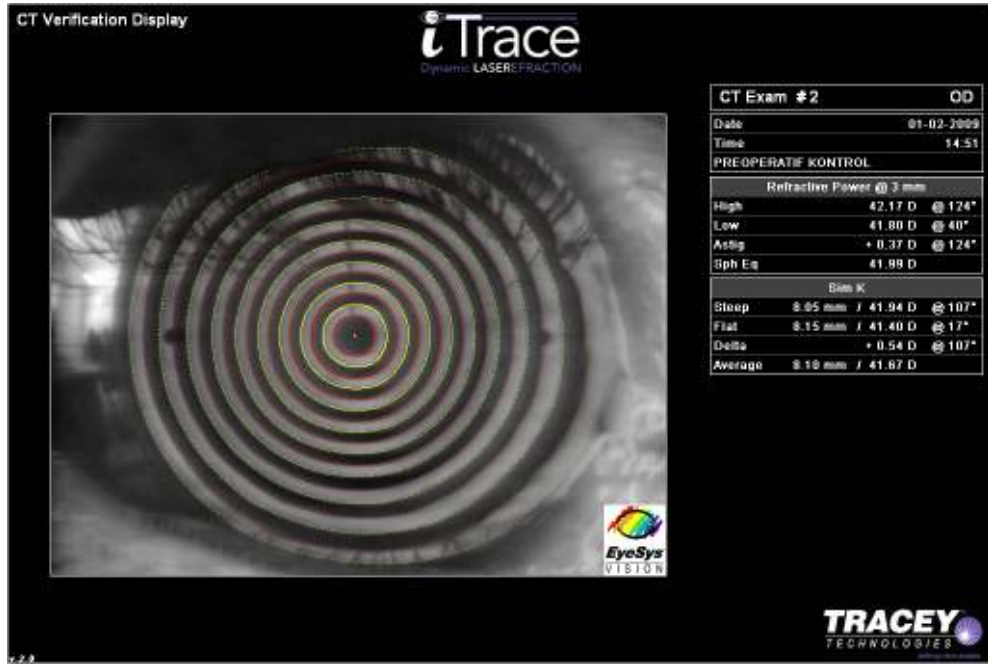 CT Verification Display
iTrace
Dynamic LASEREFRACTION
CT Exam #2 OD
Date 01-02-2009
Time 14:51
PREOPERATIF KONTROL
Refractive Power @ 3 mm
High 42.17 D @ 124°
Low 41.80 D @ 40°
Astig + 0.37 D @ 124°
Sph Eq 41.99 D
Sim K
Steep 8.05 mm / 41.94 D @ 107°
Flat 8.15 mm / 41.40 D @ 17°
Delta + 0.54 D @ 107°
Average 8.10 mm / 41.67 D
EyeSys
VISION
TRACEY
TECHNOLOGIES
v.2.0